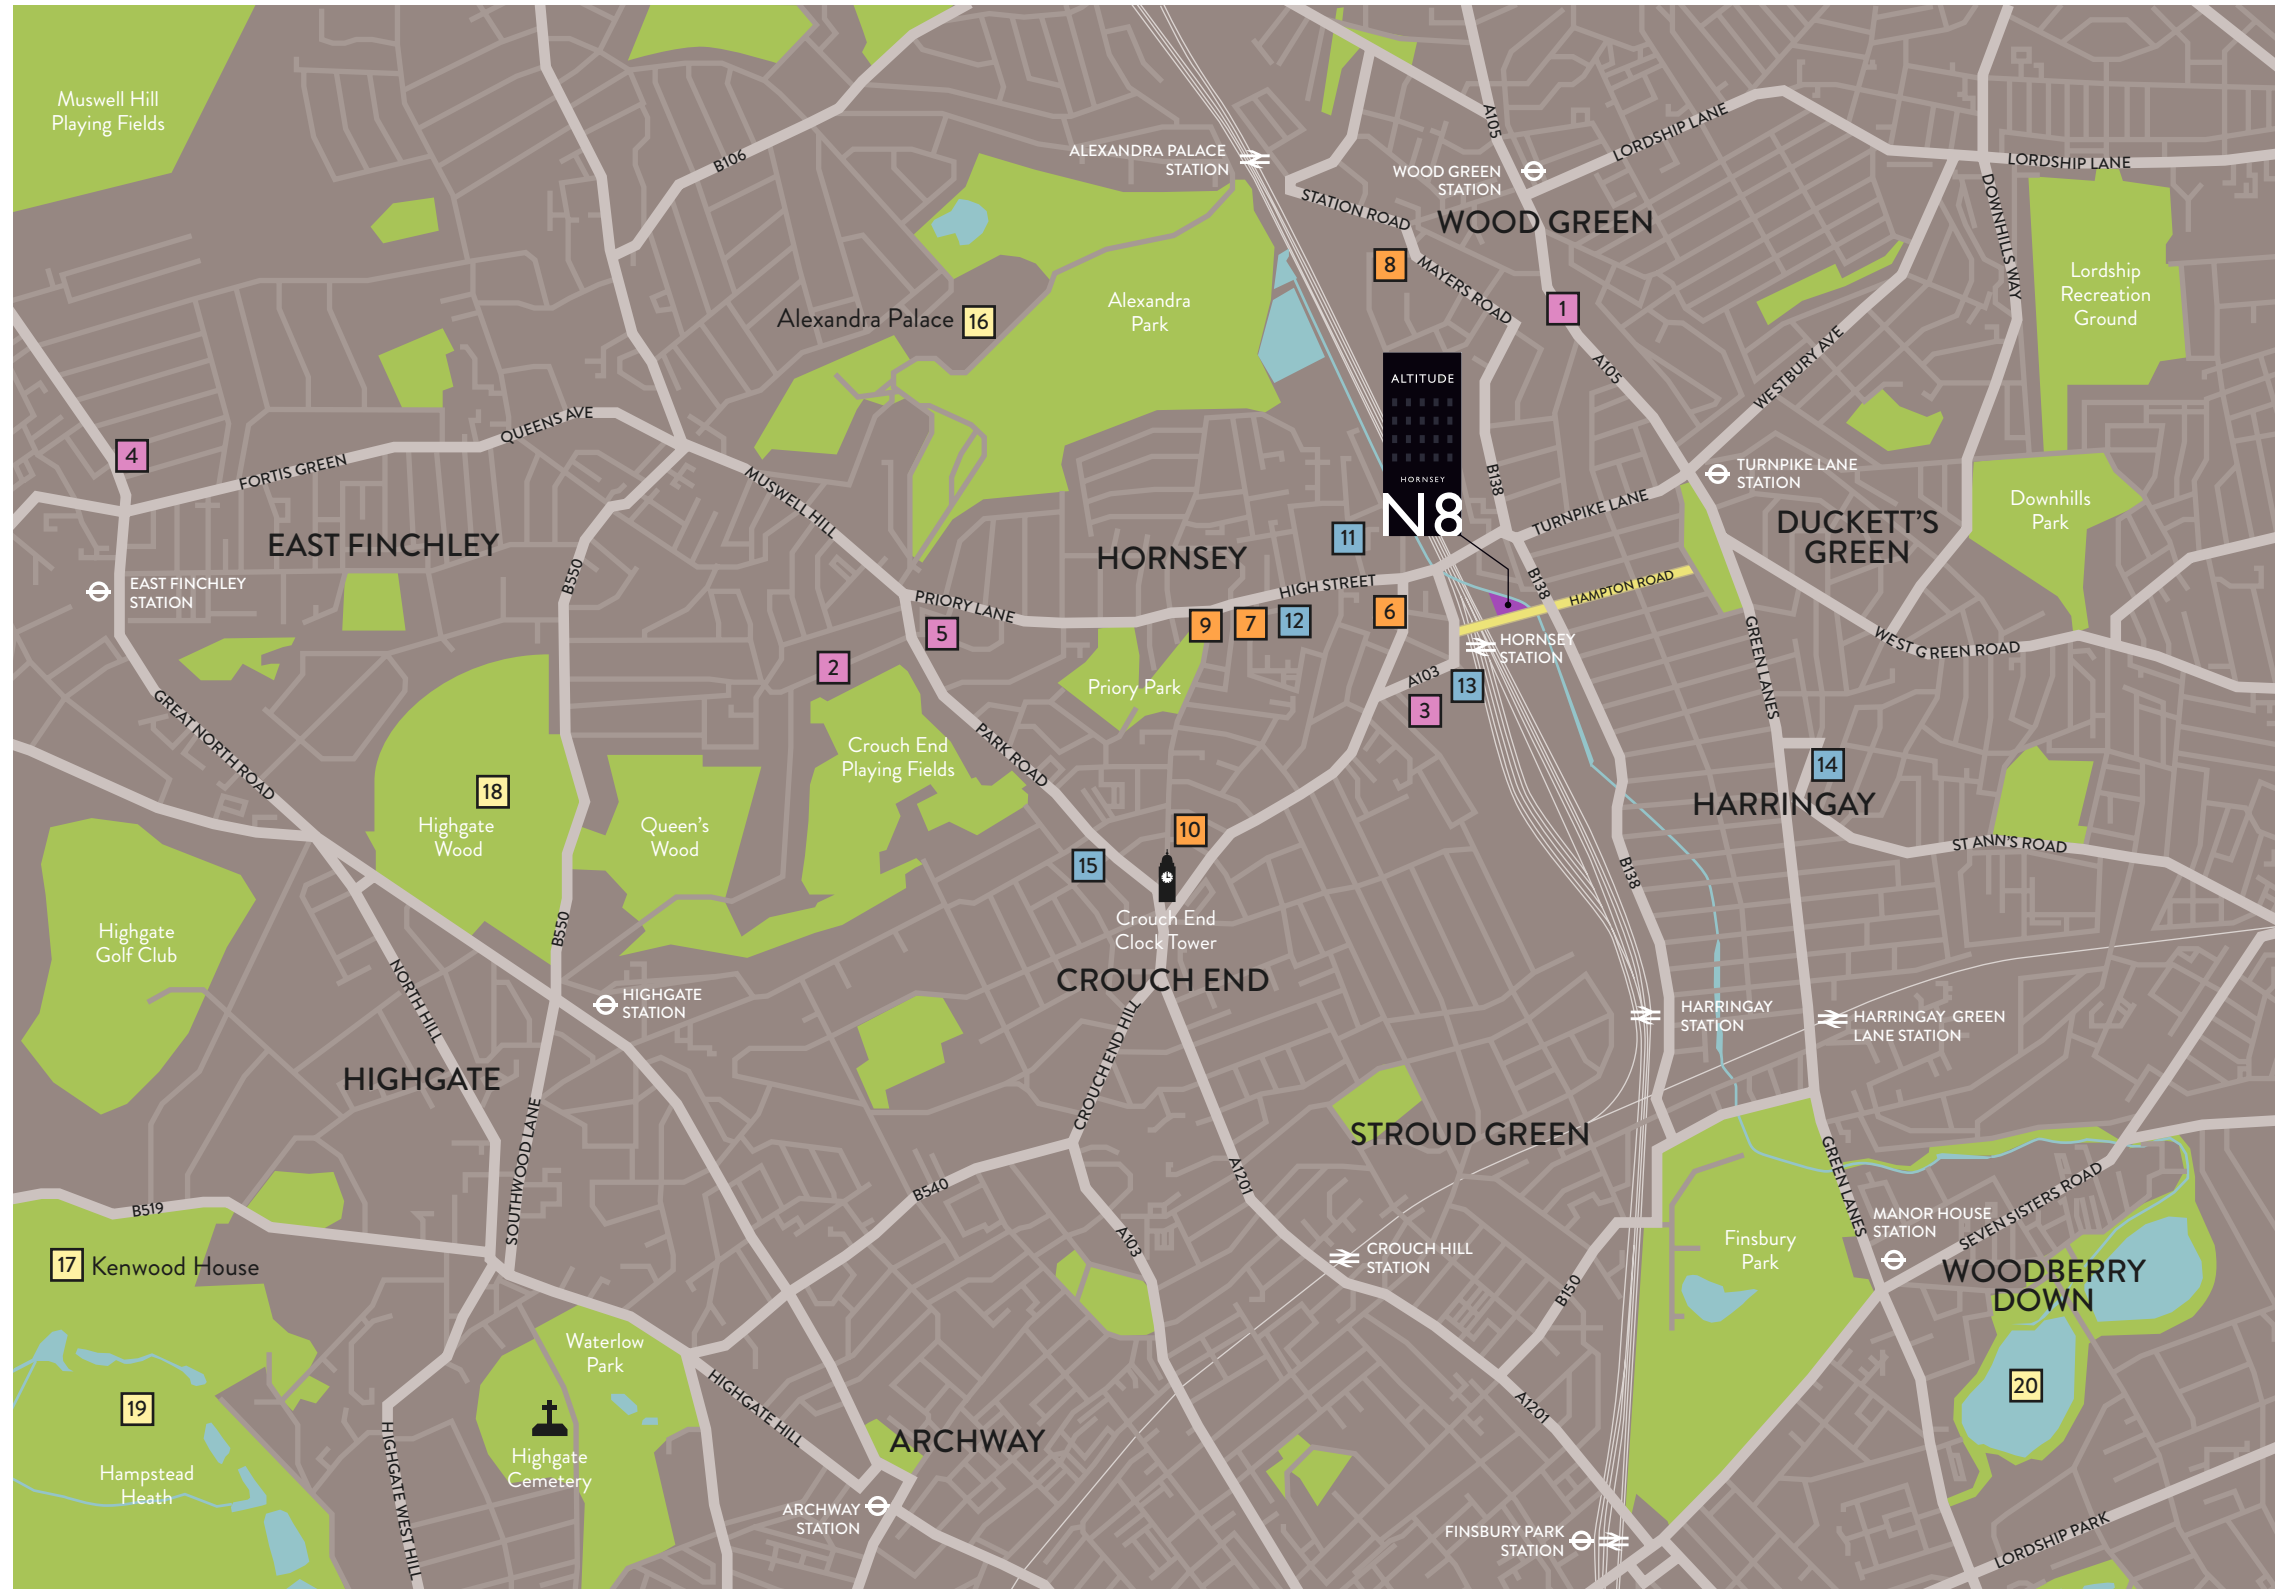 Muswell Hill
Playing Fields
B106
ALEXANDRA PALACE
STATION
A105
LORDSHIP LANE
WOOD GREEN
STATION
LORDSHIP LANE
STATION ROAD
WOOD GREEN
DOWNHILLS WAY
8
MAYERS ROAD
1
Lordship
Recreation
Ground
Alexandra
Park
Alexandra Palace
16
A105
WESTBURY AVE
ALTITUDE
HORNSEY
N8
QUEENS AVE
4
FORTIS GREEN
MUSWELL HILL
B138
TURNPIKE LANE
STATION
TURNPIKE LANE
Downhills
Park
DUCKETT'S
GREEN
EAST FINCHLEY
HORNSEY
11
EAST FINCHLEY
STATION
B550
PRIORY LANE
HIGH STREET
B138
HAMPTON ROAD
5
9
7
12
6
HORNSEY
STATION
GREEN LANES
WEST GREEN ROAD
2
Priory Park
A103
13
3
GREAT NORTH ROAD
PARK ROAD
Crouch End
Playing Fields
14
HARRINGAY
18
Highgate
Wood
Queen's
Wood
10
15
ST ANN'S ROAD
B138
Crouch End
Clock Tower
CROUCH END
Highgate
Golf Club
B550
NORTH HILL
HIGHGATE
STATION
CROUCH END HILL
HARRINGAY
STATION
HARRINGAY GREEN
LANE STATION
HIGHGATE
STROUD GREEN
SOUTHWOOD LANE
A1201
B540
GREEN LANES
B519
SEVEN SISTERS ROAD
MANOR HOUSE
STATION
A103
CROUCH HILL
STATION
Finsbury
Park
17
Kenwood House
WOODBERRY
DOWN
B150
Waterlow
Park
20
19
HIGHGATE HILL
A1201
ARCHWAY
Highgate
Cemetery
Hampstead
Heath
HIGHGATE WEST HILL
ARCHWAY
STATION
FINSBURY PARK
STATION
LORDSHIP PARK